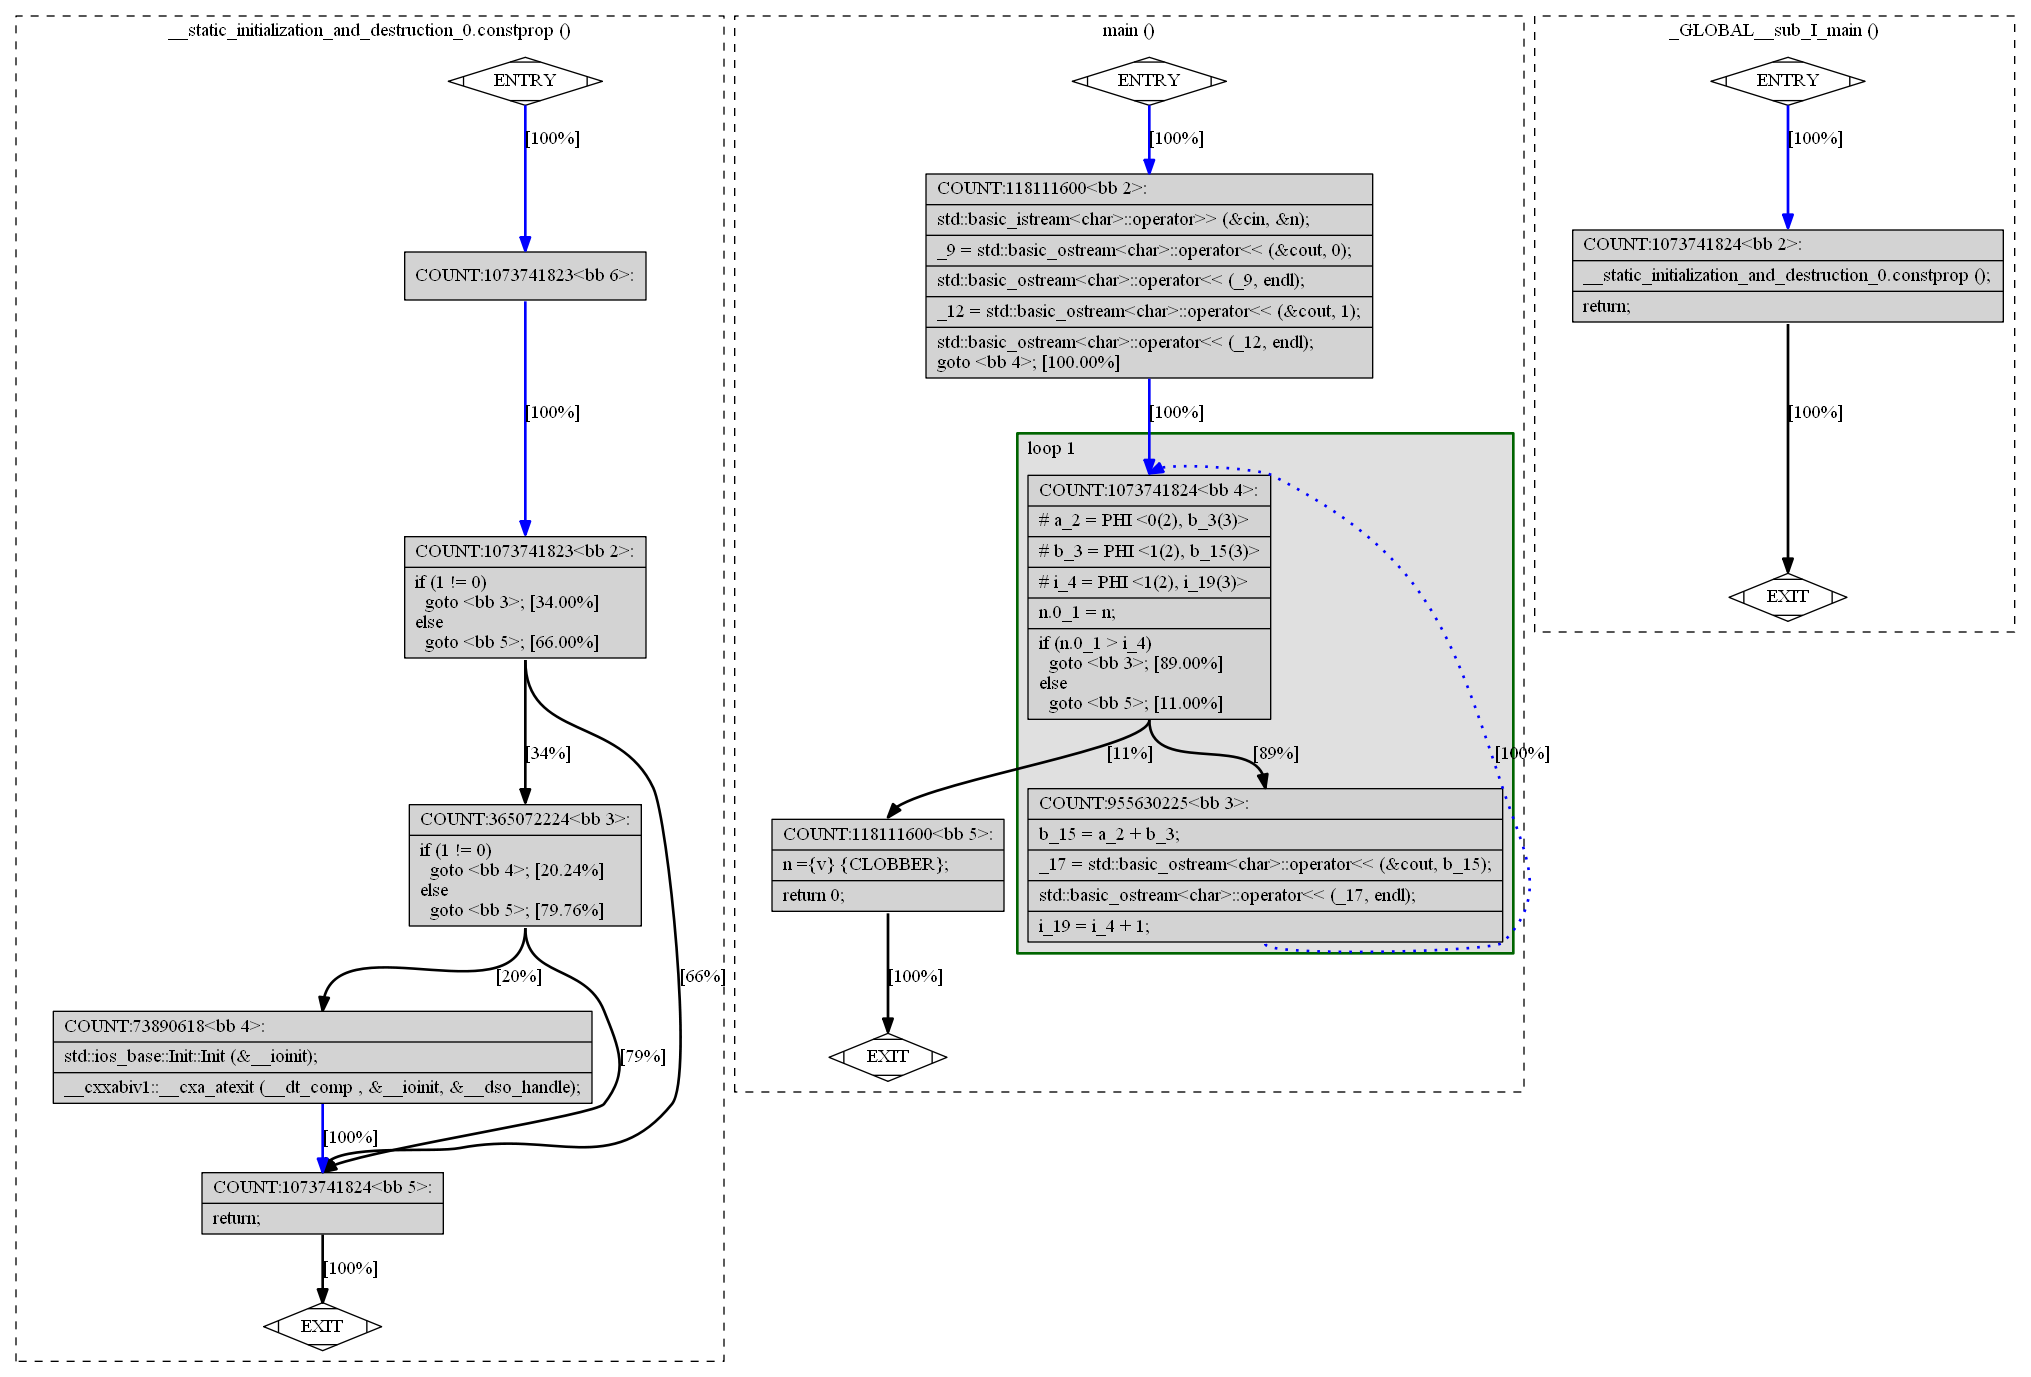 __static_initialization_and_destruction_0.constprop ()
ENTRY
[100%]
COUNT:1073741823<bb 6>:
[100%]
COUNT:1073741823<bb 2>:
if (1 != 0)
goto <bb 3>; [34.00%]
else
goto <bb 5>; [66.00%]
[34%]
[66%]
COUNT:365072224<bb 3>:
if (1 != 0)
goto <bb 4>; [20.24%]
else
goto <bb 5>; [79.76%]
[20%]
[79%]
COUNT:73890618<bb 4>:
std::ios_base::Init::Init (&__ioinit);
__cxxabiv1::__cxa_atexit (__dt_comp , &__ioinit, &__dso_handle);
[100%]
COUNT:1073741824<bb 5>:
return;
[100%]
EXIT
main ()
ENTRY
[100%]
COUNT:118111600<bb 2>:
std::basic_istream<char>::operator>> (&cin, &n);
_9 = std::basic_ostream<char>::operator<< (&cout, 0);
std::basic_ostream<char>::operator<< (_9, endl);
_12 = std::basic_ostream<char>::operator<< (&cout, 1);
std::basic_ostream<char>::operator<< (_12, endl);
goto <bb 4>; [100.00%]
[100%]
loop 1
COUNT:1073741824<bb 4>:
# a_2 = PHI <0(2), b_3(3)>
# b_3 = PHI <1(2), b_15(3)>
# i_4 = PHI <1(2), i_19(3)>
n.0_1 = n;
if (n.0_1 > i_4)
goto <bb 3>; [89.00%]
else
goto <bb 5>; [11.00%]
[11%]
[89%]
[100%]
COUNT:955630225<bb 3>:
b_15 = a_2 + b_3;
_17 = std::basic_ostream<char>::operator<< (&cout, b_15);
std::basic_ostream<char>::operator<< (_17, endl);
i_19 = i_4 + 1;
COUNT:118111600<bb 5>:
n ={v} {CLOBBER};
return 0;
[100%]
EXIT
_GLOBAL__sub_I_main ()
ENTRY
[100%]
COUNT:1073741824<bb 2>:
__static_initialization_and_destruction_0.constprop ();
return;
[100%]
EXIT